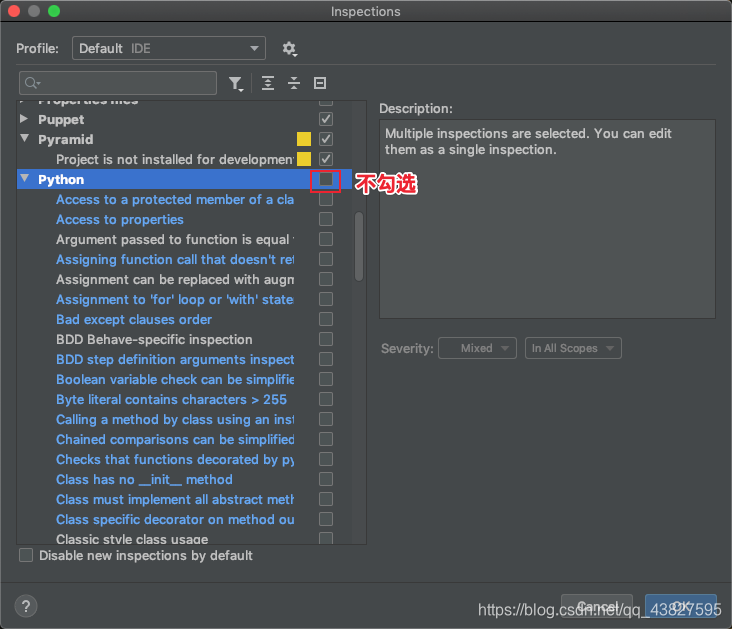 Inspections
Profile: Default IDE
Description:
Properties files
Puppet
Pyramid
Project is not installed for developmen
Python
不勾选
Access to a protected member of a cla
Access to properties
Argument passed to function is equal
Assigning function call that doesn't ret
Assignment can be replaced with augm
Assignment to 'for' loop or 'with' state
Bad except clauses order
BDD Behave-specific inspection
BDD step definition arguments inspect
Boolean variable check can be simplifie
Byte literal contains characters > 255
Calling a method by class using an inst
Chained comparisons can be simplified
Checks that functions decorated by py
Class has no __init__ method
Class must implement all abstract meth
Class specific decorator on method ou
Classic style class usage
Multiple inspections are selected. You can edit
them as a single inspection.
Severity: Mixed In All Scopes
Disable new inspections by default
? Cancel OK
https://blog.csdn.net/qq_43827595